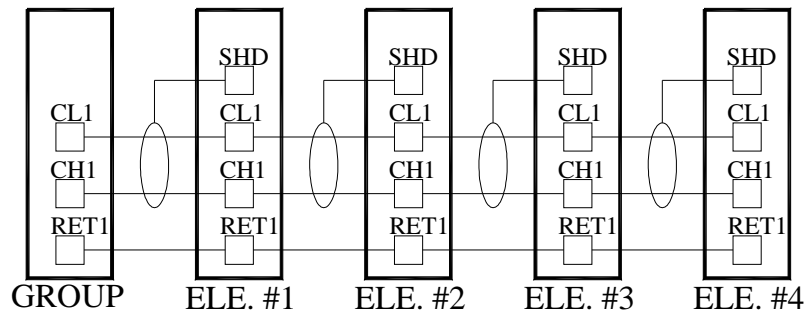 SHD SHD SHD SHD
CL1 CL1 CL1 CL1 CL1
CH1 CH1 CH1 CH1 CH1
RET1 RET1 RET1 RET1 RET1
GROUP ELE. #1 ELE. #2 ELE. #3 ELE. #4